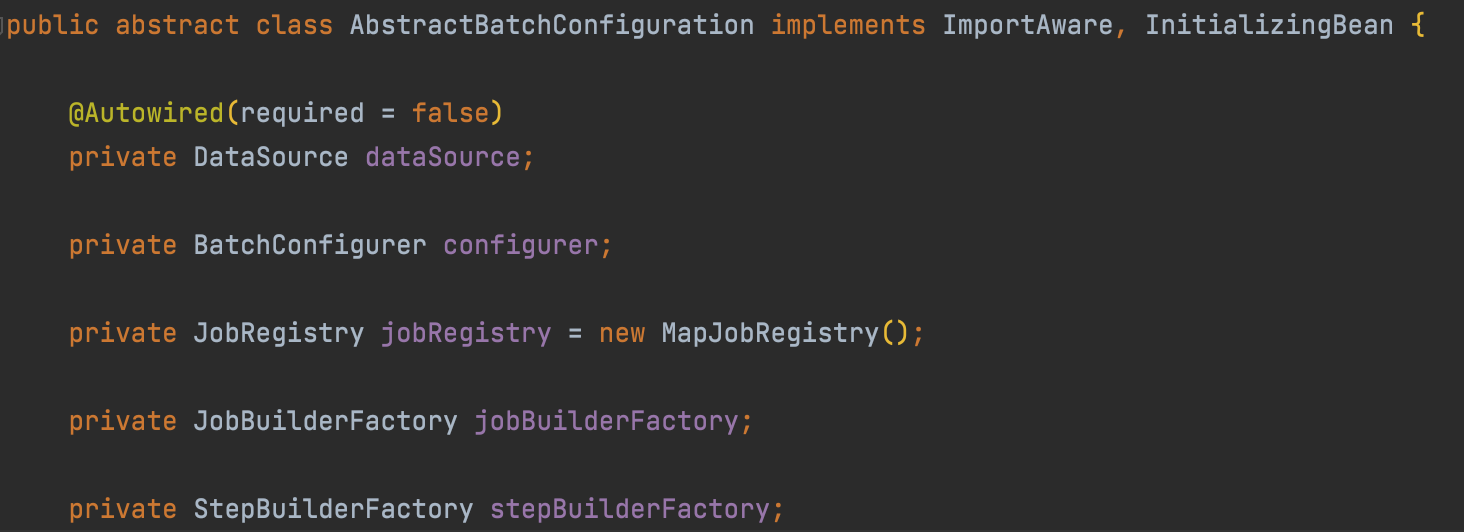 public abstract class AbstractBatchConfiguration implements ImportAware, InitializingBean {
@Autowired(required = false)
private DataSource dataSource;
private BatchConfigurer configurer;
private JobRegistry jobRegistry = new MapJobRegistry();
private JobBuilderFactory jobBuilderFactory;
private StepBuilderFactory stepBuilderFactory;